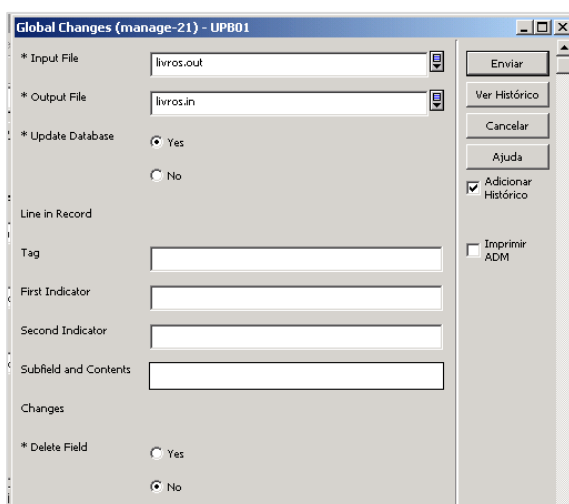 Global Changes (manage-21) - UPB01
* Input File
livros.out
* Output File
livros.in
* Update Database
Yes
No
Line in Record
Tag
First Indicator
Second Indicator
Subfield and Contents
Changes
* Delete Field
Yes
No
Enviar
Ver Histórico
Cancelar
Ajuda
Adicionar
Histórico
Imprimir
ADM